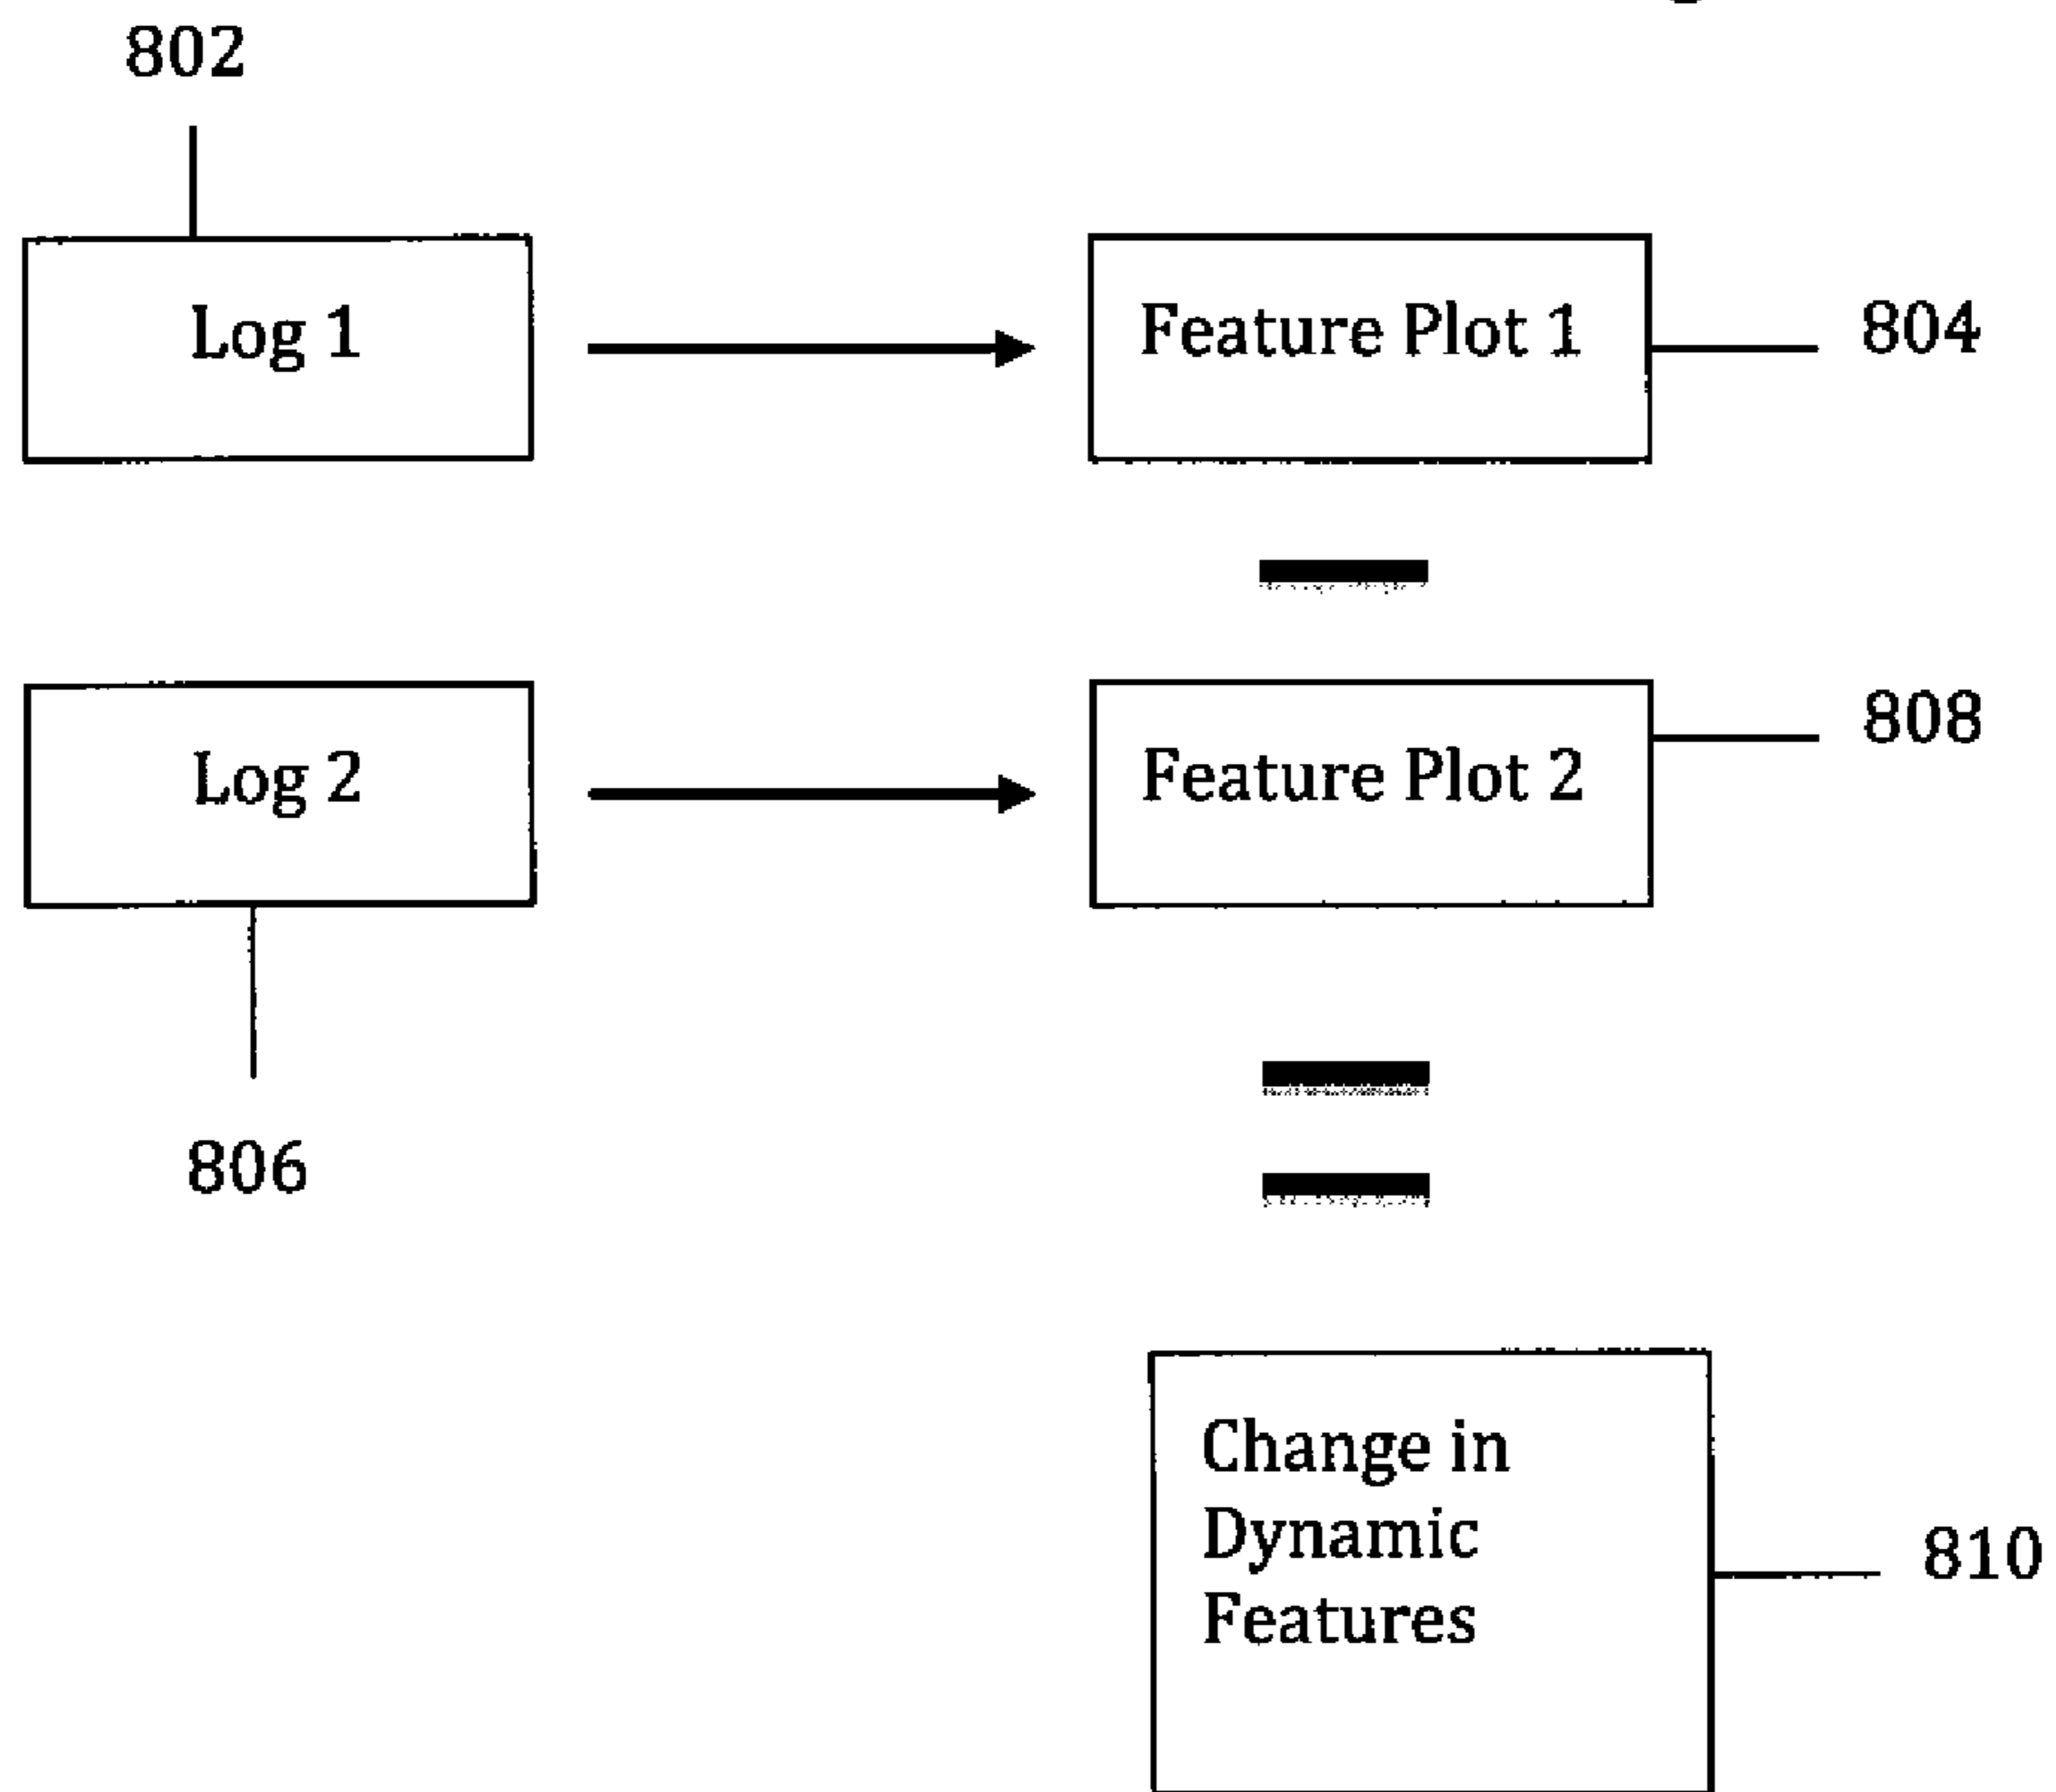 802
Log 1
Feature Plot 1
804
Log 2
Feature Plot 2
808
806
Change in
Dynamic
Features
810